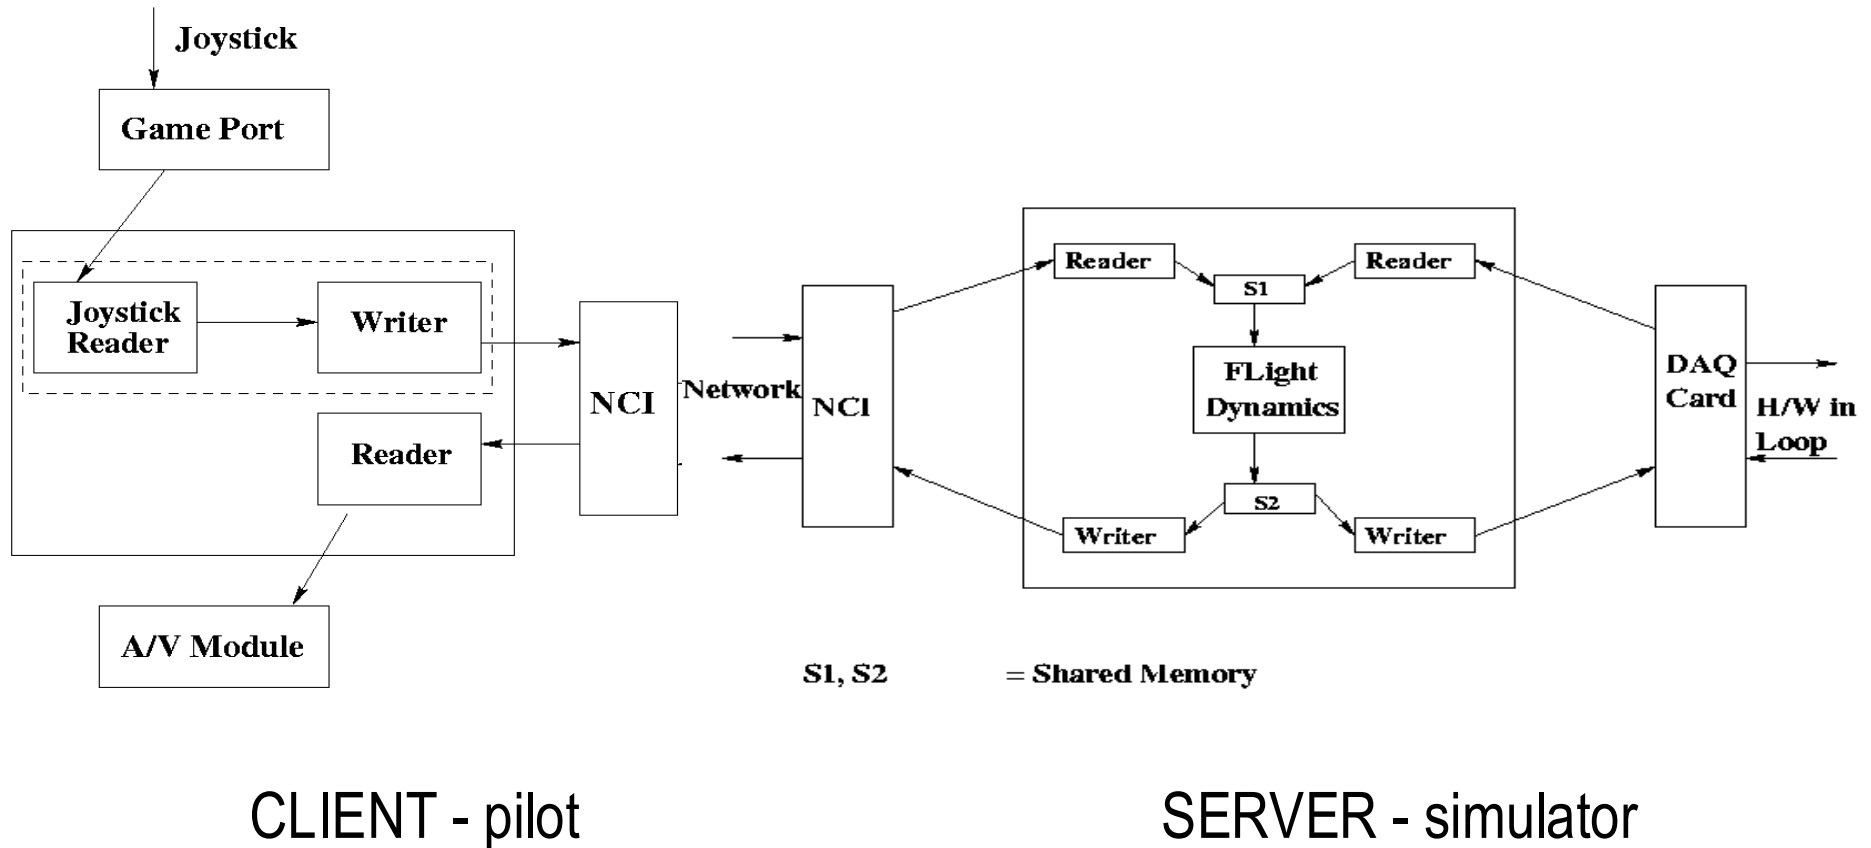 Joystick
Game Port
Joystick
Reader
Writer
Reader
A/V Module
NCI
Network
NCI
Reader
Reader
S1
FLight
Dynamics
S2
Writer
Writer
DAQ
Card
H/W in
Loop
S1, S2 = Shared Memory
CLIENT - pilot
SERVER - simulator